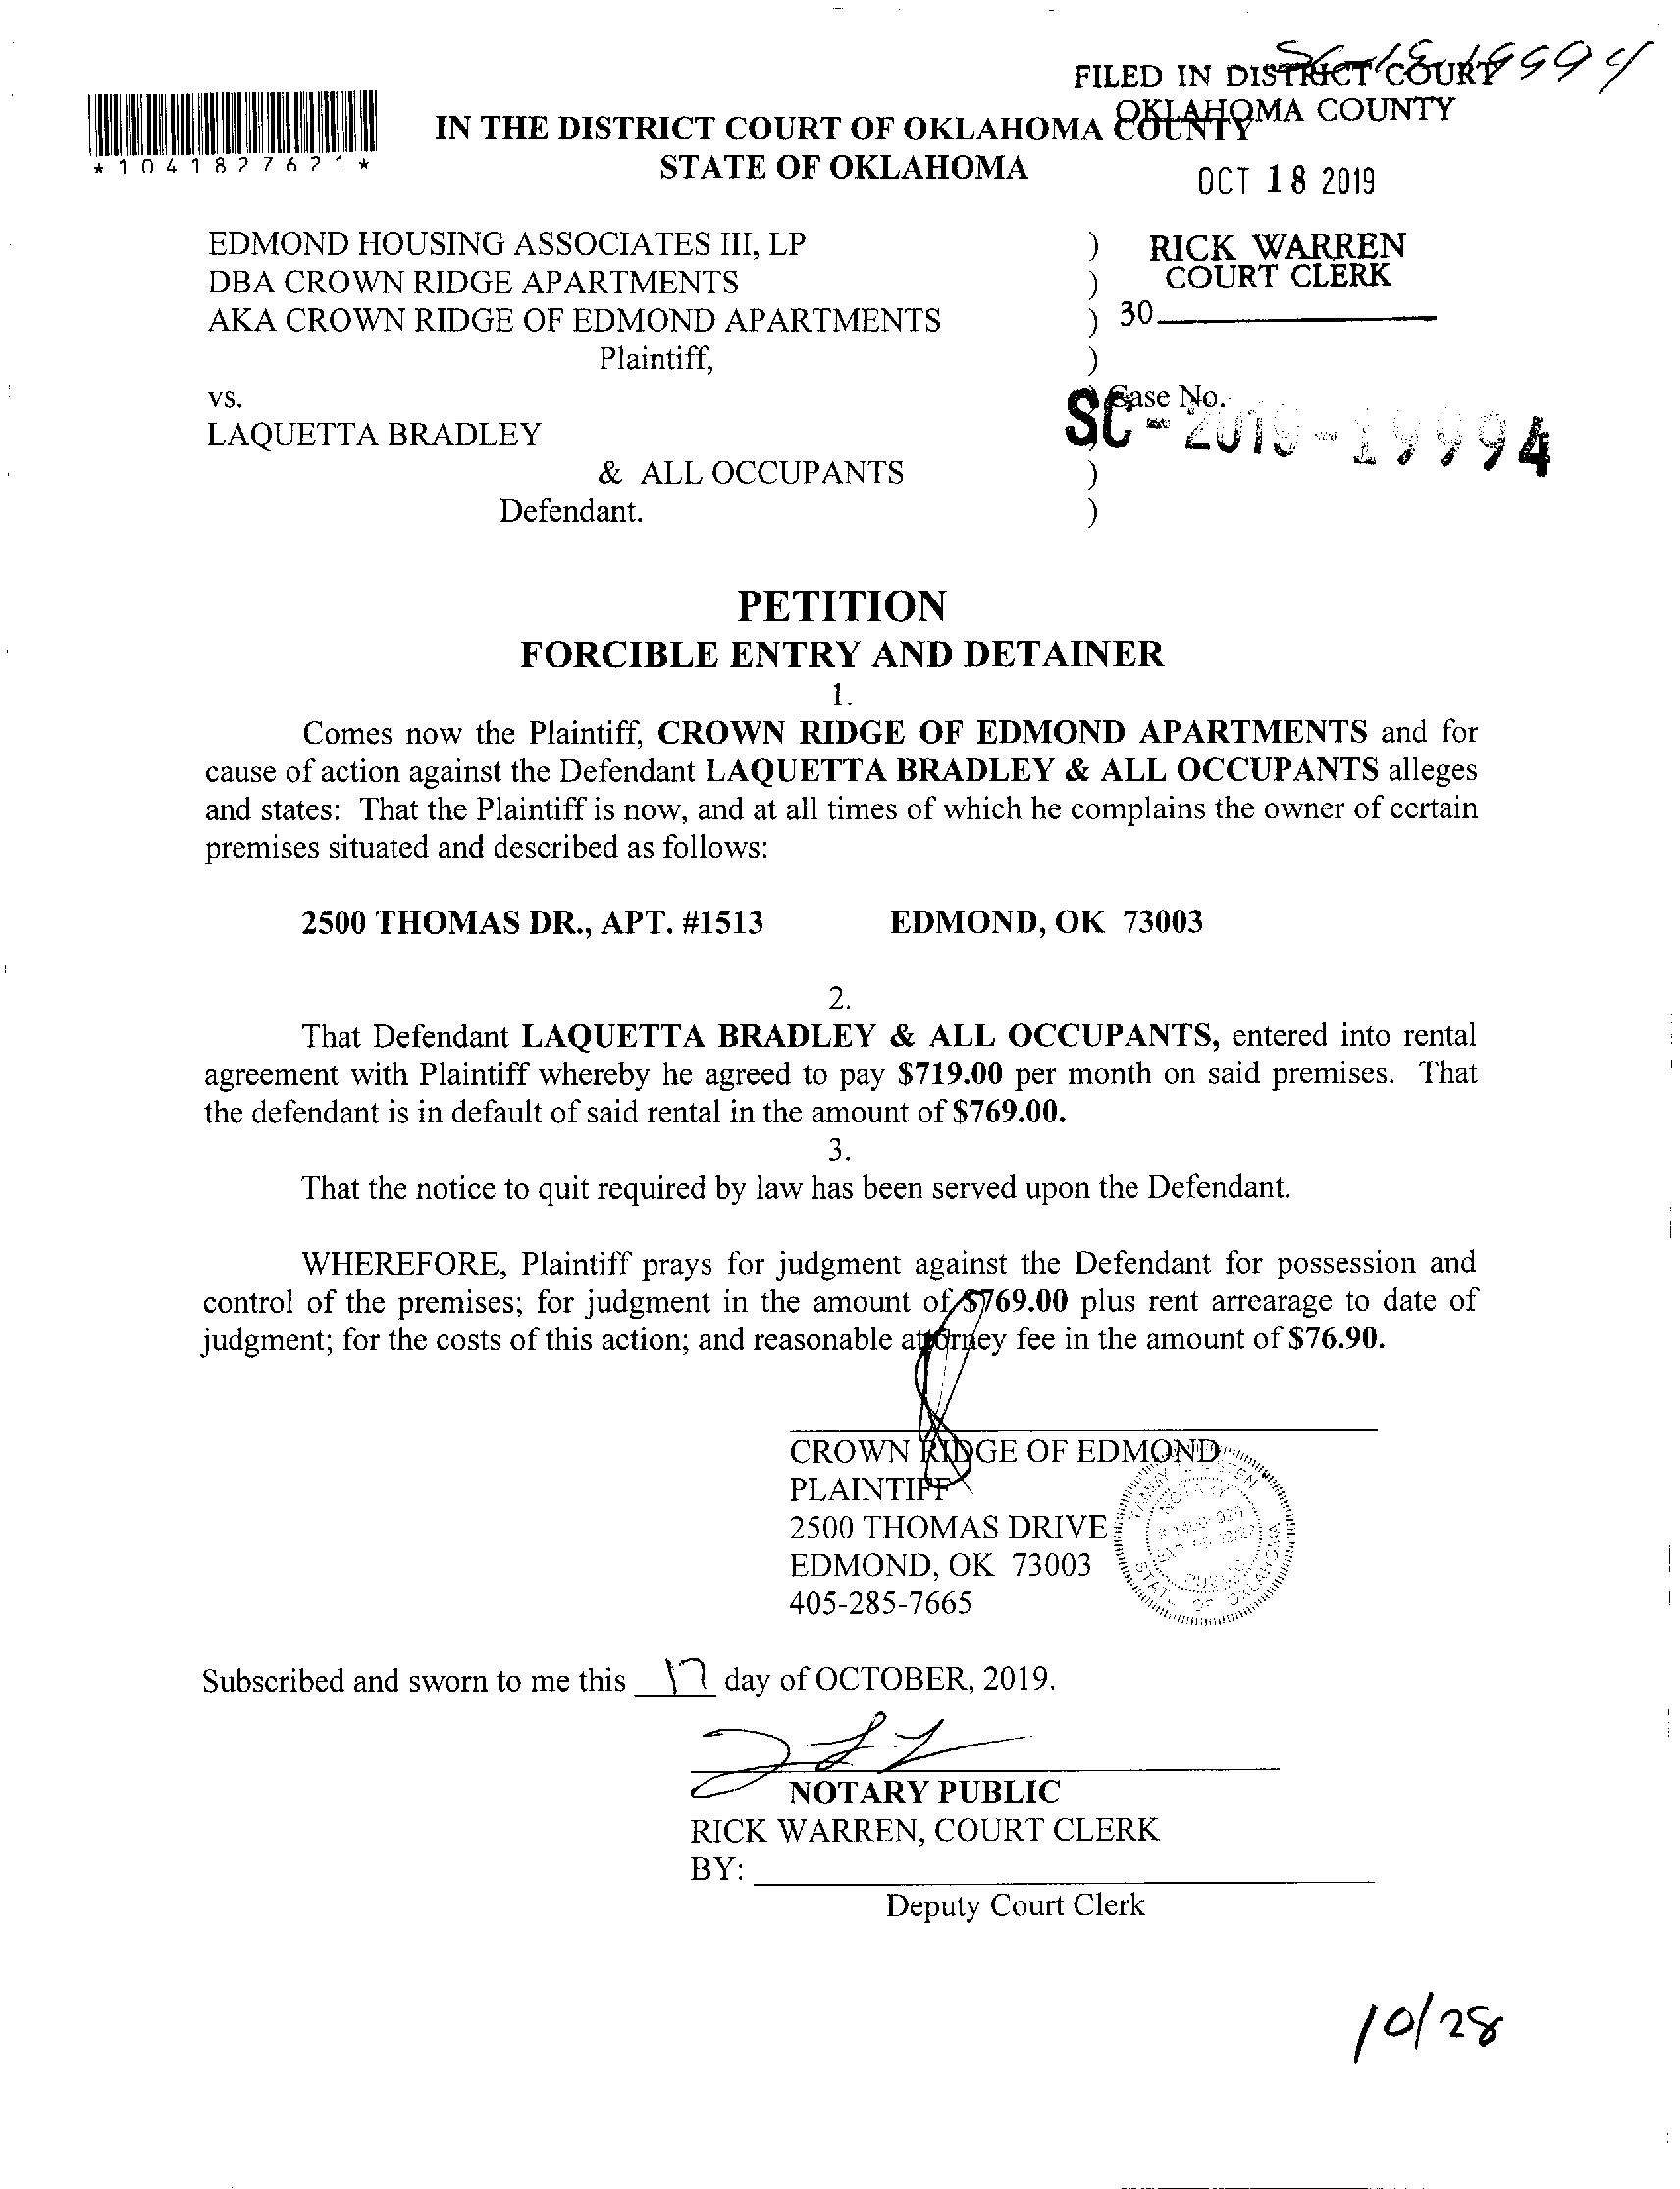 SC-19-19994
FILED IN DISTRICT COURT
OKLAHOMA COUNTY
*1041827621*
IN THE DISTRICT COURT OF OKLAHOMA COUNTY
STATE OF OKLAHOMA
OCT 18 2019
EDMOND HOUSING ASSOCIATES III, LP )
DBA CROWN RIDGE APARTMENTS )
AKA CROWN RIDGE OF EDMOND APARTMENTS )
RICK WARREN
COURT CLERK
30
Plaintiff, )
vs. ) Case No.
SC-2019-19994
LAQUETTA BRADLEY
& ALL OCCUPANTS )
Defendant. )
PETITION
FORCIBLE ENTRY AND DETAINER
1.
Comes now the Plaintiff, CROWN RIDGE OF EDMOND APARTMENTS and for
cause of action against the Defendant LAQUETTA BRADLEY & ALL OCCUPANTS alleges
and states: That the Plaintiff is now, and at all times of which he complains the owner of certain
premises situated and described as follows:
2500 THOMAS DR., APT. #1513 EDMOND, OK 73003
2.
That Defendant LAQUETTA BRADLEY & ALL OCCUPANTS, entered into rental
agreement with Plaintiff whereby he agreed to pay $719.00 per month on said premises. That
the defendant is in default of said rental in the amount of $769.00.
3.
That the notice to quit required by law has been served upon the Defendant.
WHEREFORE, Plaintiff prays for judgment against the Defendant for possession and
control of the premises; for judgment in the amount of $769.00 plus rent arrearage to date of
judgment; for the costs of this action; and reasonable attorney fee in the amount of $76.90.
CROWN RIDGE OF EDMOND
PLAINTIFF
2500 THOMAS DRIVE
EDMOND, OK 73003
405-285-7665
NOTARY
STATE OF OKLAHOMA
Subscribed and sworn to me this 17 day of OCTOBER, 2019.
NOTARY PUBLIC
RICK WARREN, COURT CLERK
BY:
Deputy Court Clerk
10/28